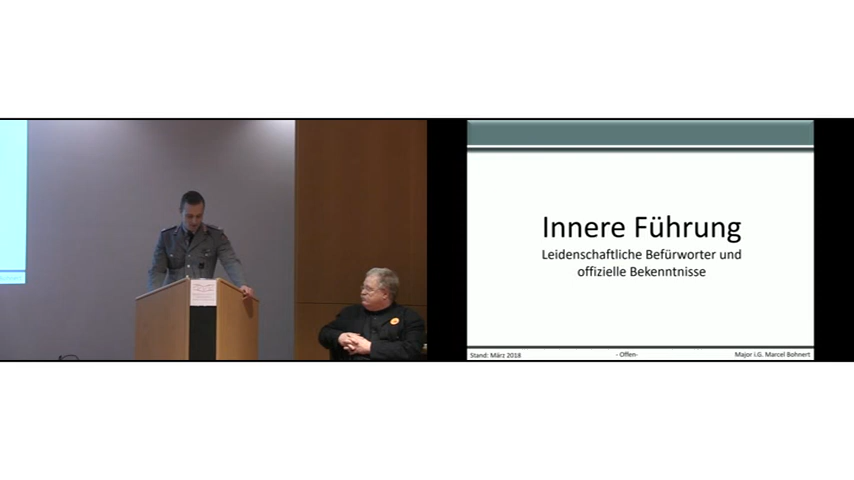 Innere Führung
Leidenschaftliche Befürworter und
offizielle Bekenntnisse
Stand: März 2018
- Offen-
Major i.G. Marcel Bohnert